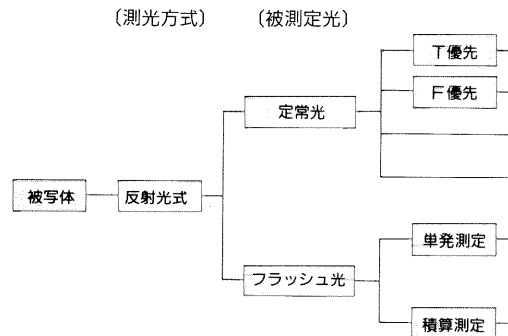 〔測光方式〕 〔被測定光〕
T優先
F優先
定常光
被写体 反射光式
単発測定
フラッシュ光
積算測定